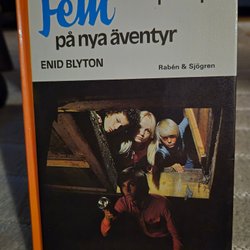 Fem
på nya äventyr
ENID BLYTON
Rabén & Sjögren